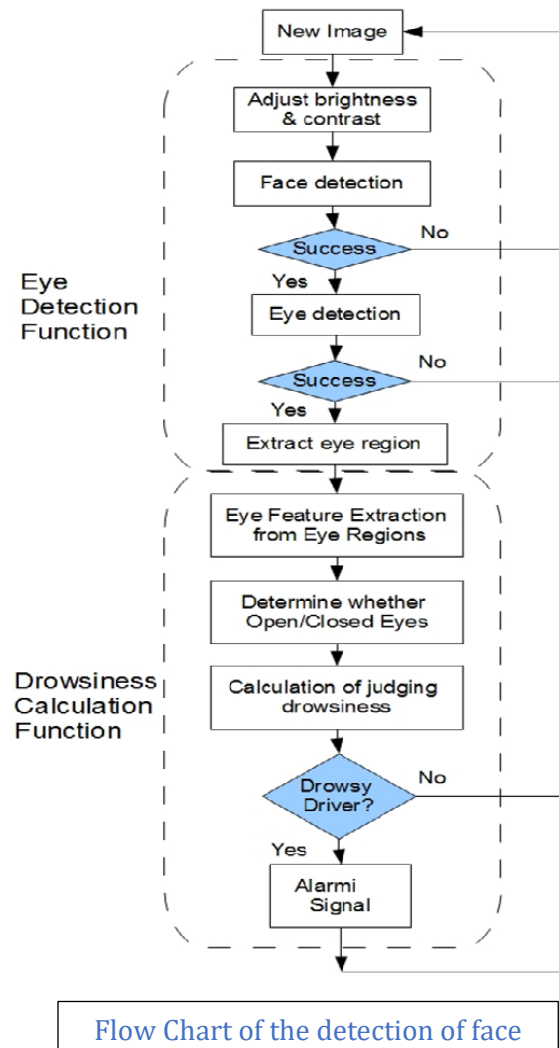 New Image
Adjust brightness
& contrast
Face detection
Success
No
Yes
Eye
Detection
Function
Eye detection
Success
No
Yes
Extract eye region
Eye Feature Extraction
from Eye Regions
Determine whether
Open/Closed Eyes
Drowsiness
Calculation
Function
Calculation of judging
drowsiness
Drowsy
Driver?
No
Yes
Alarmi
Signal
Flow Chart of the detection of face